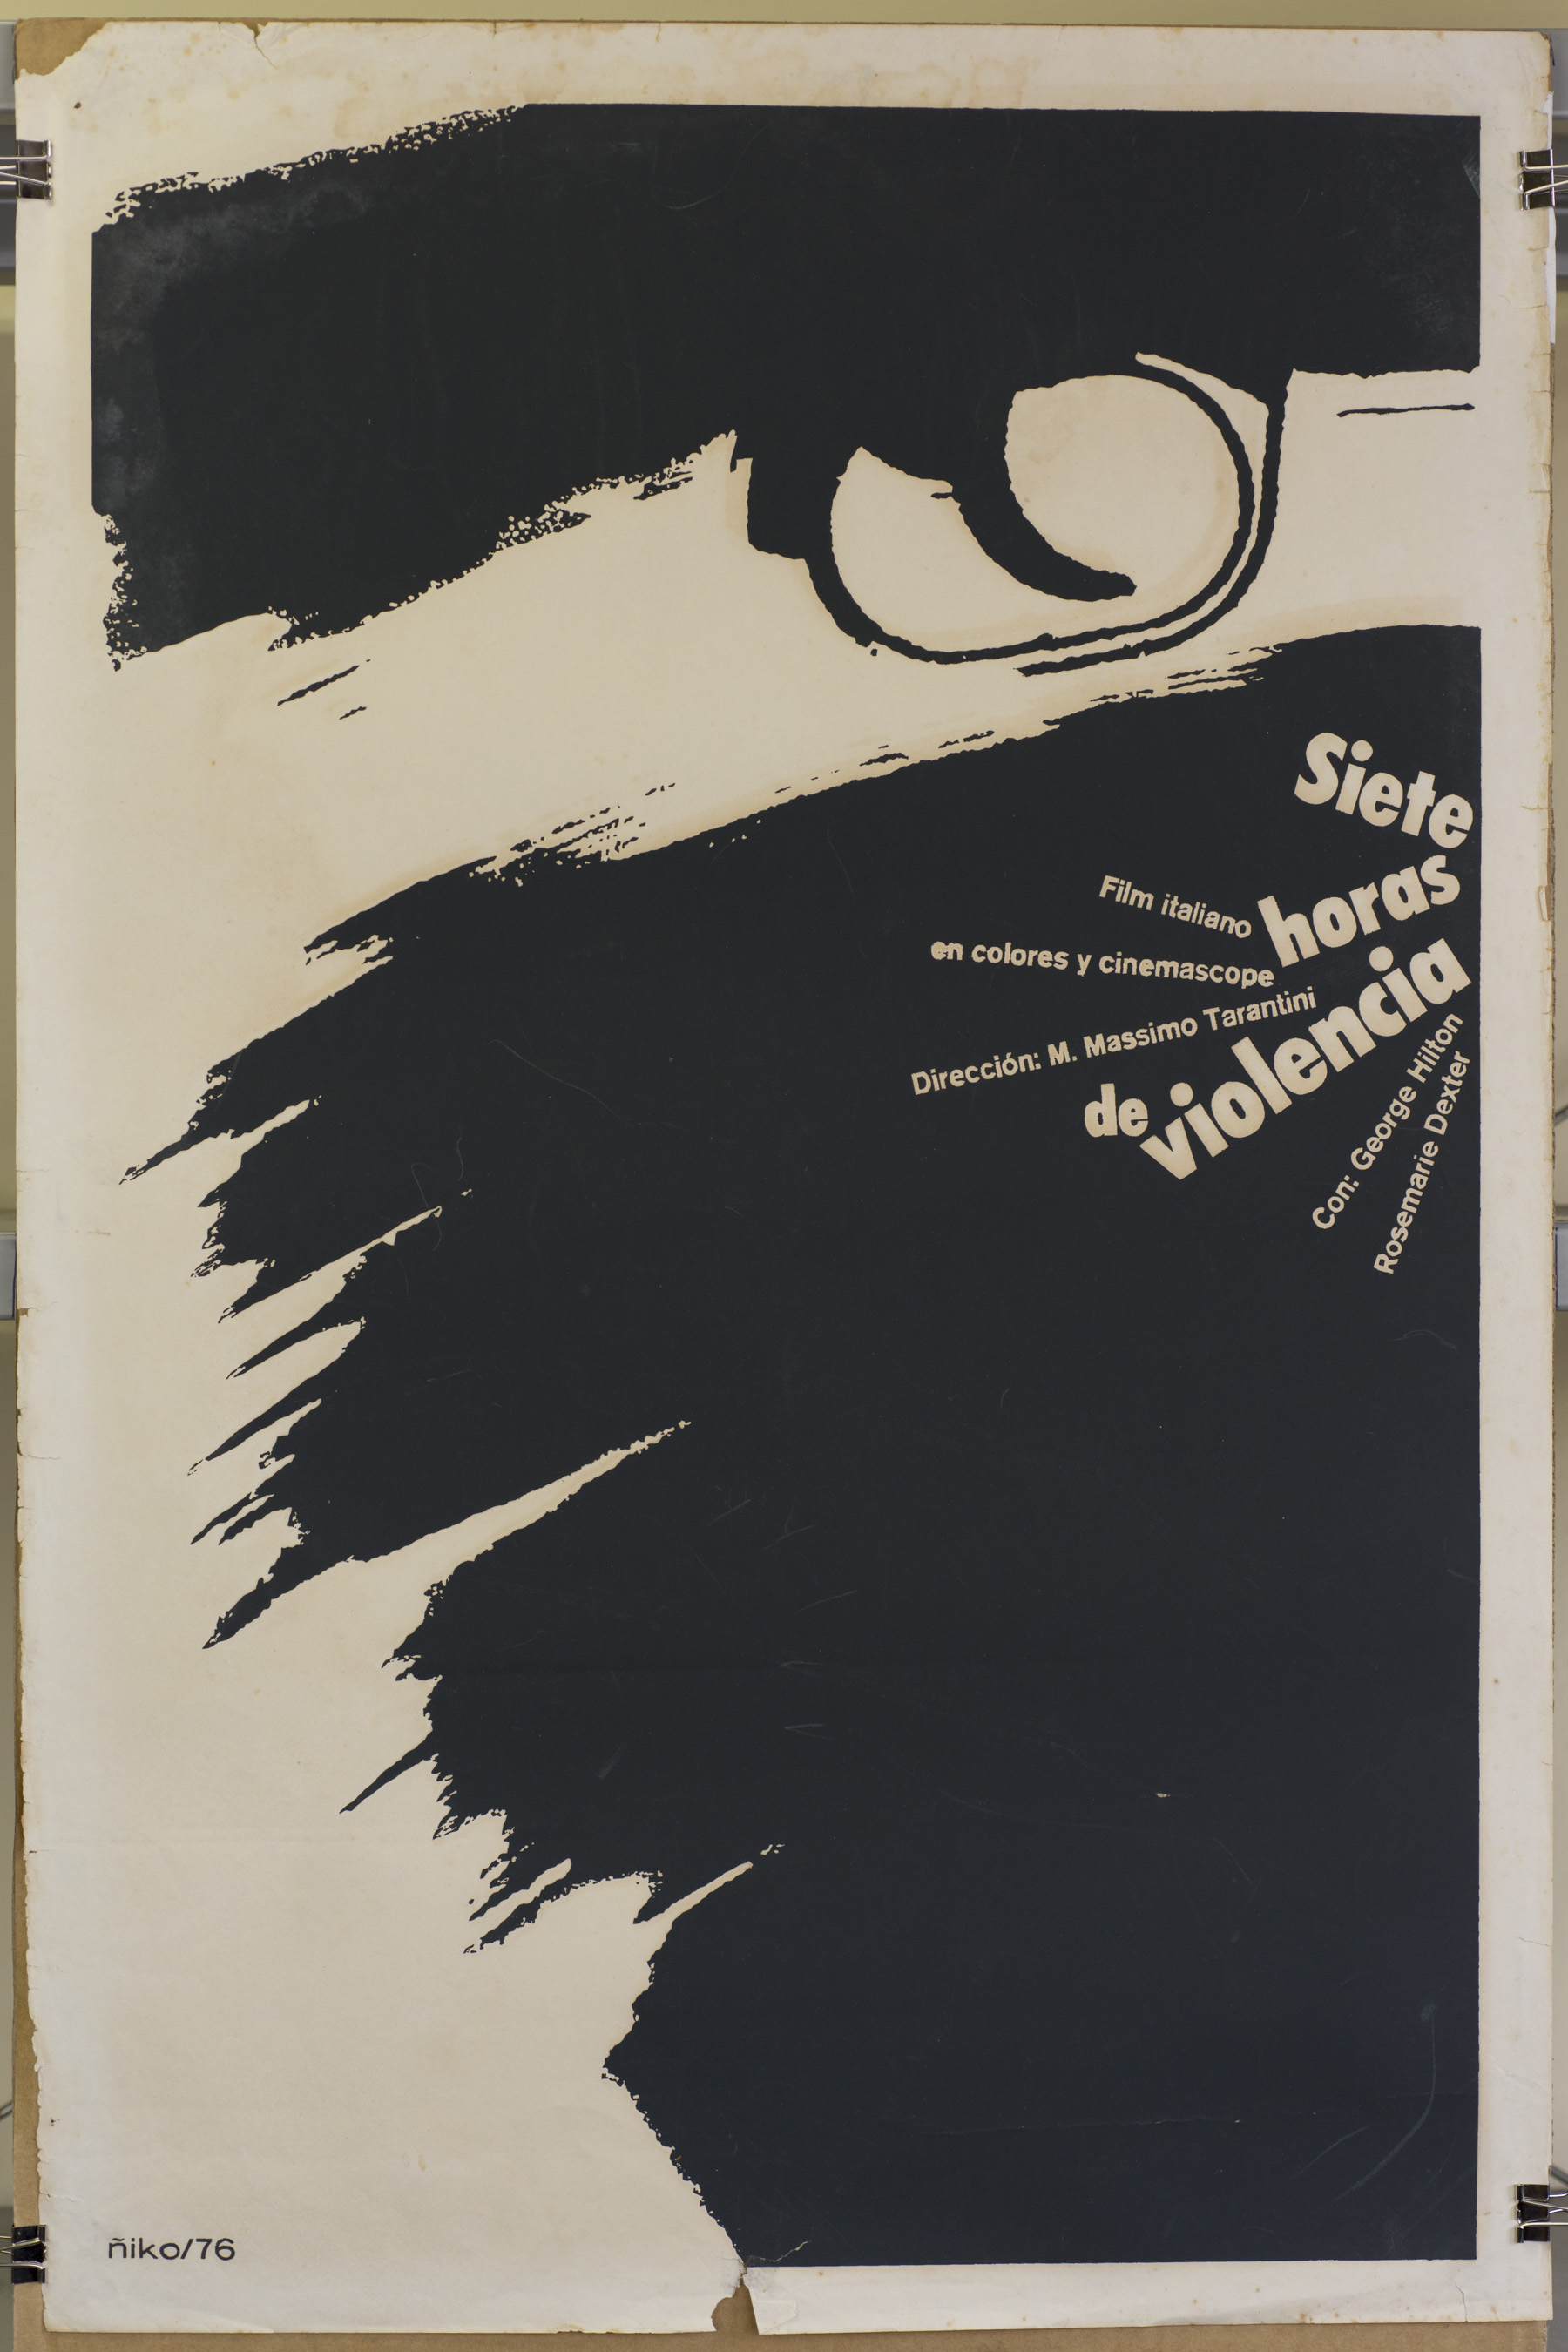 Siete
horas
de violencia
Film italiano
en colores y cinemascope
Dirección: M. Massimo Tarantini
Con: George Hilton
Rosemarie Dexter
ñiko/76